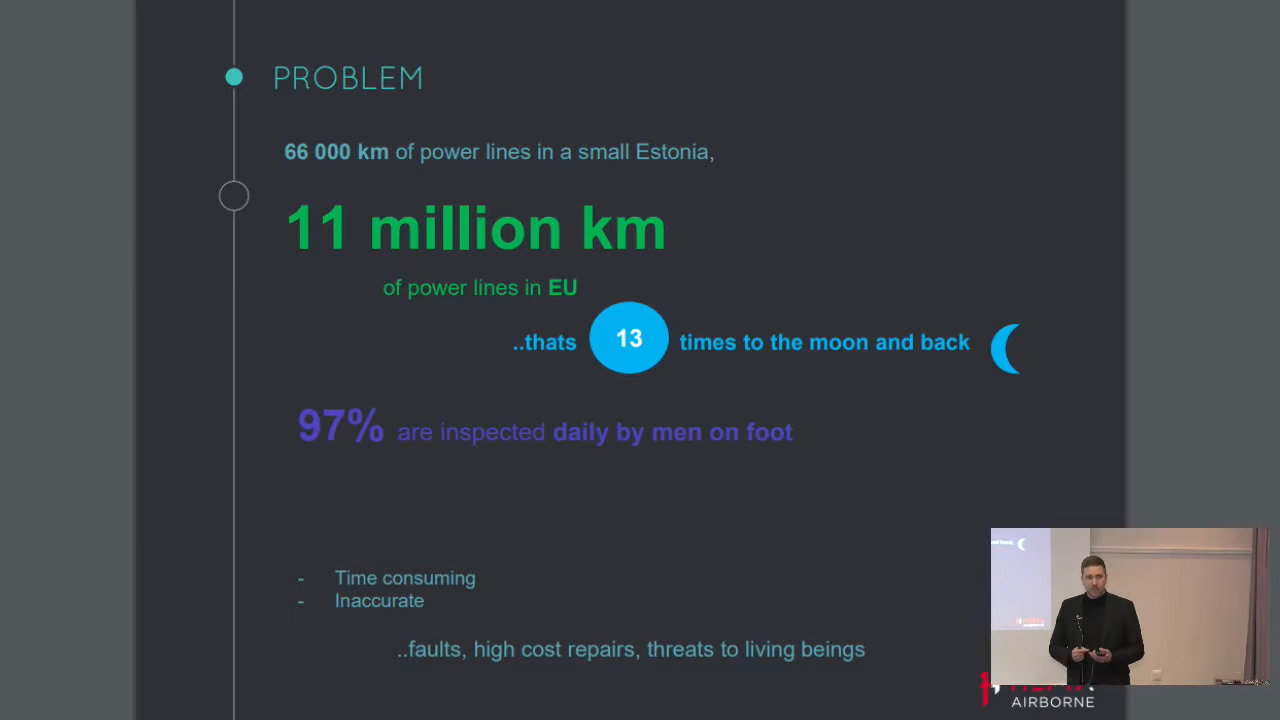 PROBLEM
66 000 km of power lines in a small Estonia,
11 million km
of power lines in EU
..thats 13 times to the moon and back
97% are inspected daily by men on foot
- Time consuming
- Inaccurate
..faults, high cost repairs, threats to living beings
AIRBORNE